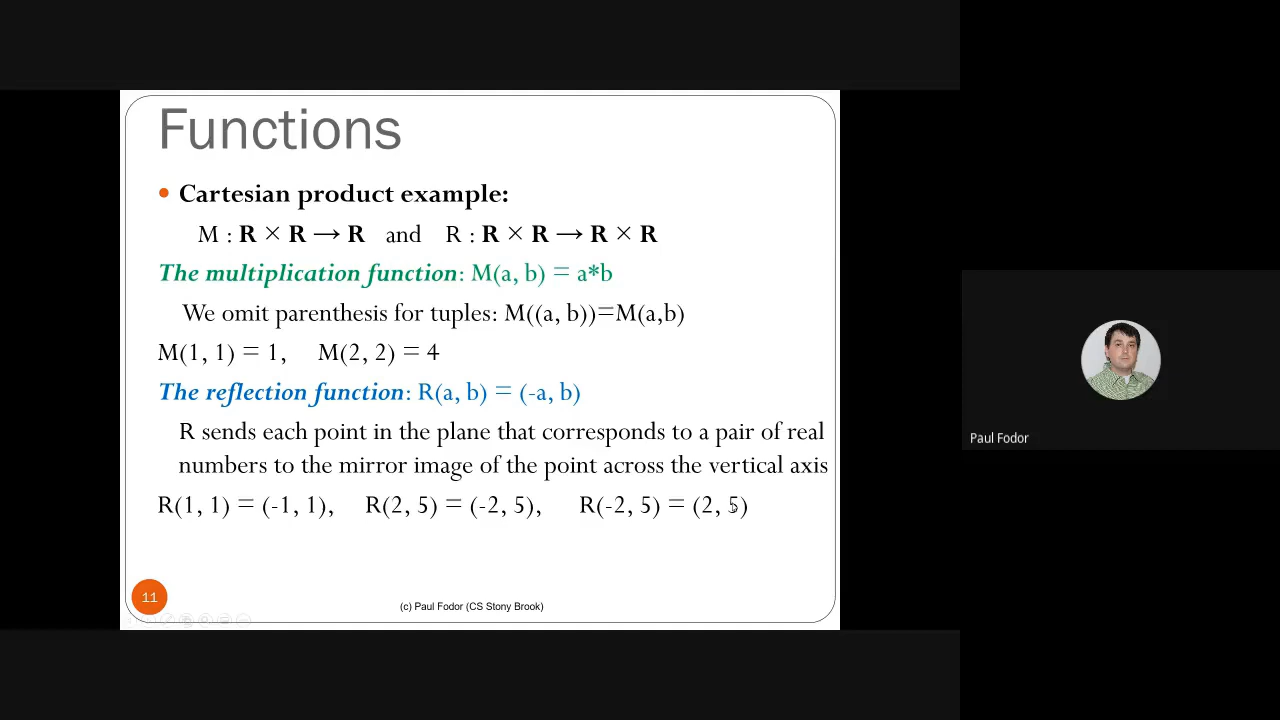 Functions
• Cartesian product example:
M : R × R → R and R : R × R → R × R
The multiplication function: M(a, b) = a*b
We omit parenthesis for tuples: M((a, b))=M(a,b)
M(1, 1) = 1, M(2, 2) = 4
The reflection function: R(a, b) = (-a, b)
R sends each point in the plane that corresponds to a pair of real
numbers to the mirror image of the point across the vertical axis
R(1, 1) = (-1, 1), R(2, 5) = (-2, 5), R(-2, 5) = (2, 5)
11
(c) Paul Fodor (CS Stony Brook)
Paul Fodor